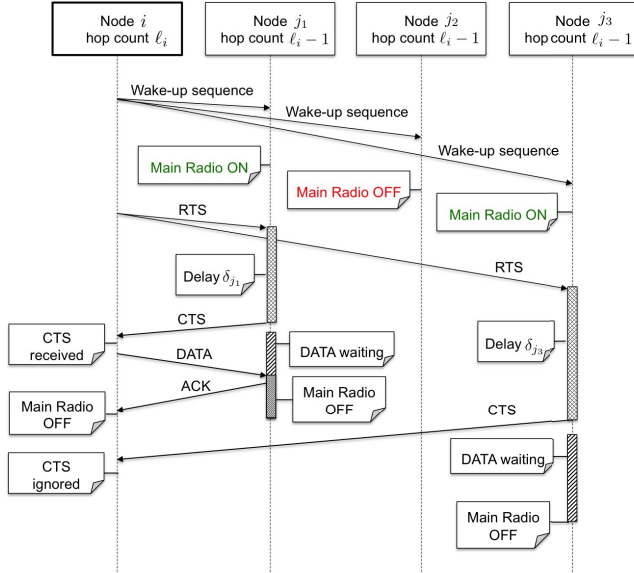 Node i
hop count ℓᵢ
Node j₁
hop count ℓᵢ − 1
Node j₂
hop count ℓᵢ − 1
Node j₃
hop count ℓᵢ − 1
Wake-up sequence
Wake-up sequence
Wake-up sequence
Main Radio ON
Main Radio OFF
Main Radio ON
RTS
RTS
Delay δⱼ₁
CTS
CTS
received
DATA
DATA waiting
Delay δⱼ₃
ACK
Main Radio
OFF
Main Radio
OFF
CTS
CTS
ignored
DATA waiting
Main Radio
OFF